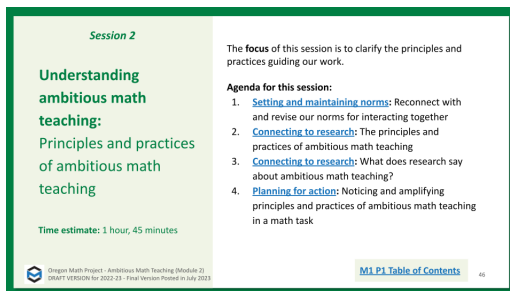 Session 2
Understanding
ambitious math
teaching:
Principles and practices
of ambitious math
teaching
Time estimate: 1 hour, 45 minutes
The focus of this session is to clarify the principles and
practices guiding our work.
Agenda for this session:
1. Setting and maintaining norms: Reconnect with
and revise our norms for interacting together
2. Connecting to research: The principles and
practices of ambitious math teaching
3. Connecting to research: What does research say
about ambitious math teaching?
4. Planning for action: Noticing and amplifying
principles and practices of ambitious math teaching
in a math task
Oregon Math Project - Ambitious Math Teaching (Module 2)
DRAFT VERSION for 2022-23 - Final Version Posted in July 2023
M1 P1 Table of Contents
46